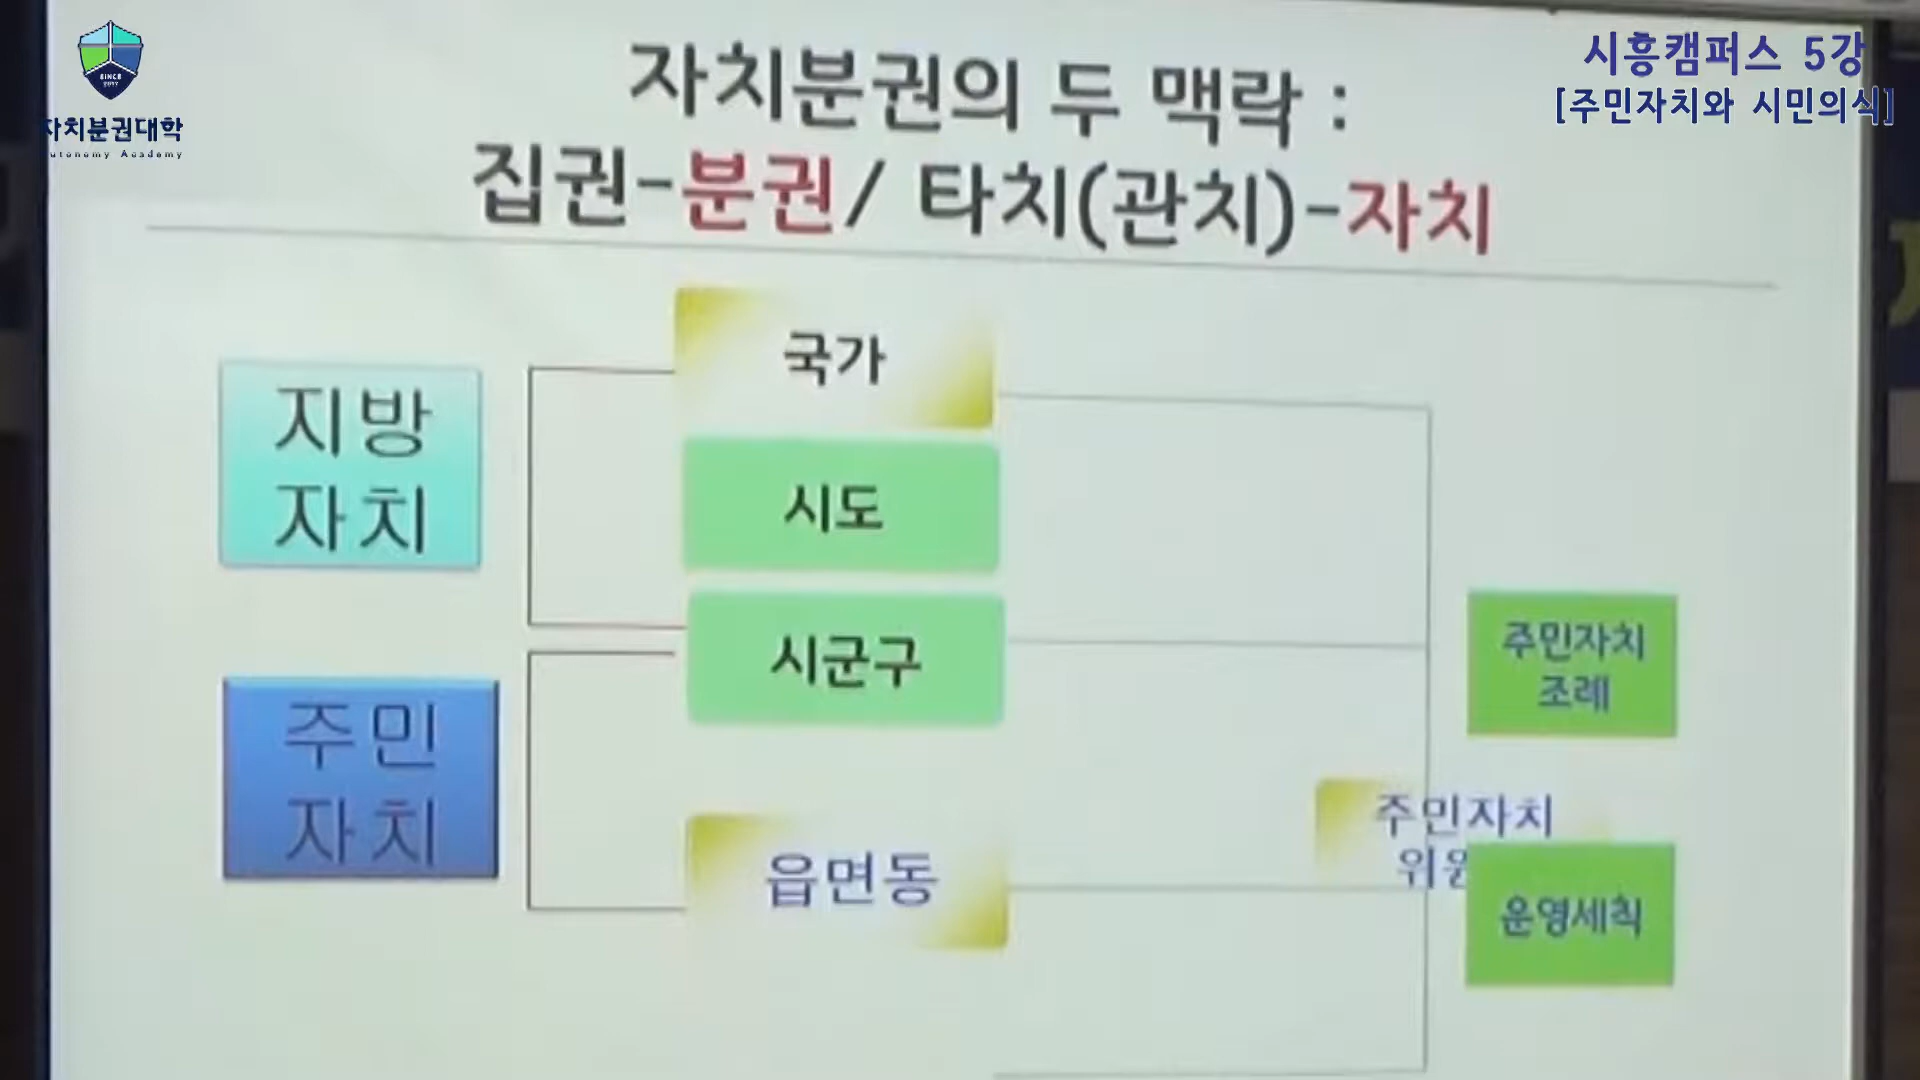 SINCE
자치분권대학
utonomy Academy
시흥캠퍼스 5강
[주민자치와 시민의식]
자치분권의 두 맥락 :
집권-분권/ 타치(관치)-자치
지방
자치
국가
시도
시군구
주민
자치
읍면동
주민자치
조례
주민자치
운영세칙